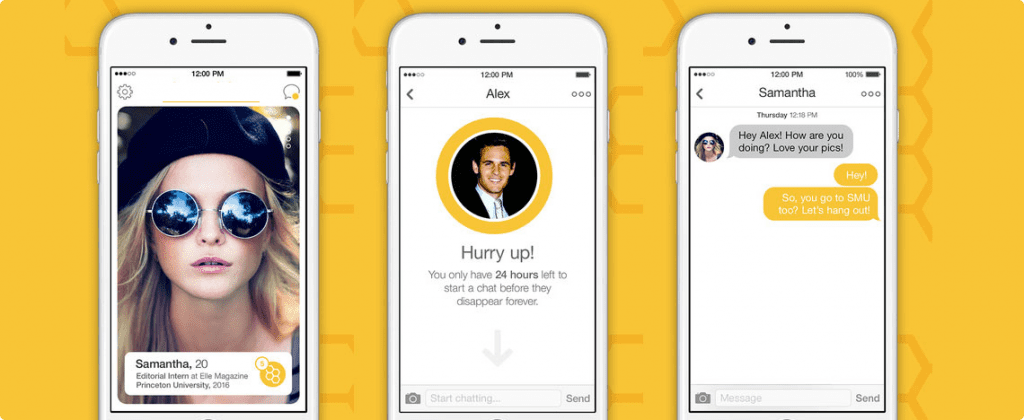 12:00 PM
Samantha, 20
Editorial Intern at Elle Magazine
Princeton University, 2016
12:00 PM
Alex
Hurry up!
You only have 24 hours left to
start a chat before they
disappear forever.
Start chatting...
Send
12:00 PM
100%
Samantha
Thursday 12:18 PM
Hey Alex! How are you
doing? Love your pics!
Hey!
So, you go to SMU
too? Let's hang out!
Message
Send